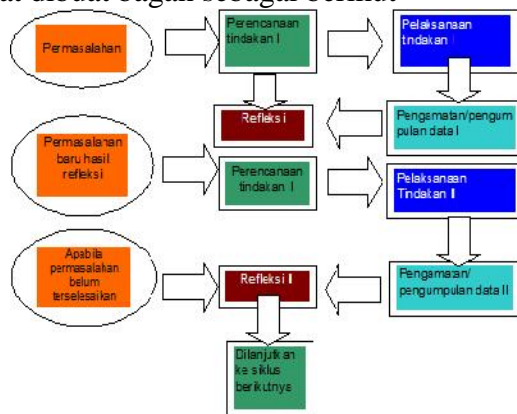 at dibuat bagan sebagai berikut
Permasalahan
Perencanaan
tindakan I
Pelaksanaan
tindakan I
Refleksi
Pengamatan/pengum
pulan data I
Permasalahan
baru hasil
refleksi
Perencanaan
tindakan I
Pelaksanaan
Tindakan II
Apabila
permasalahan
belum
terselesaikan
Refleksi II
Pengamatan/
pengumpulan data II
Dilanjutkan
ke siklus
berikutnya